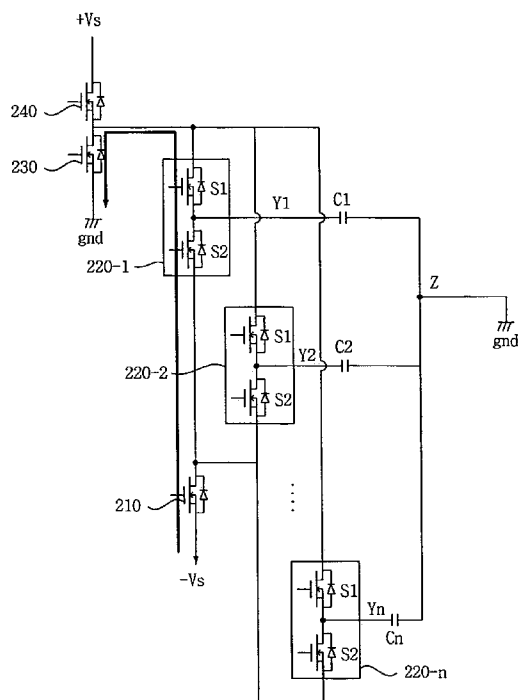 +Vs
240
230
gnd
S1
S2
220-1
Y1
C1
Z
gnd
S1
S2
220-2
Y2
C2
210
-Vs
S1
S2
Yn
Cn
220-n